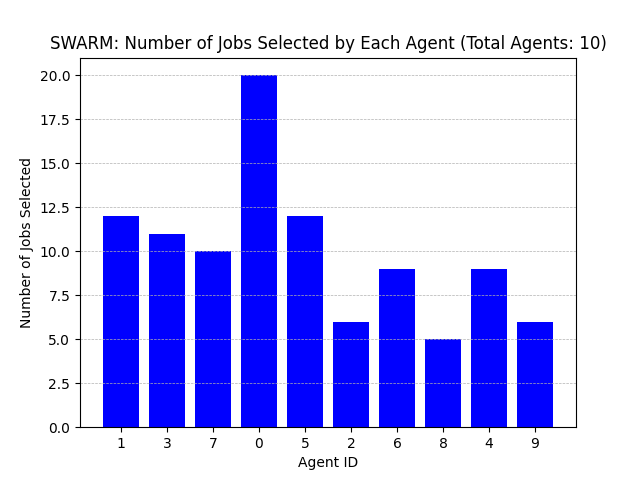 SWARM: Number of Jobs Selected by Each Agent (Total Agents: 10)
20.0
17.5
15.0
12.5
10.0
7.5
5.0
2.5
0.0
Number of Jobs Selected
1 3 7 0 5 2 6 8 4 9
Agent ID